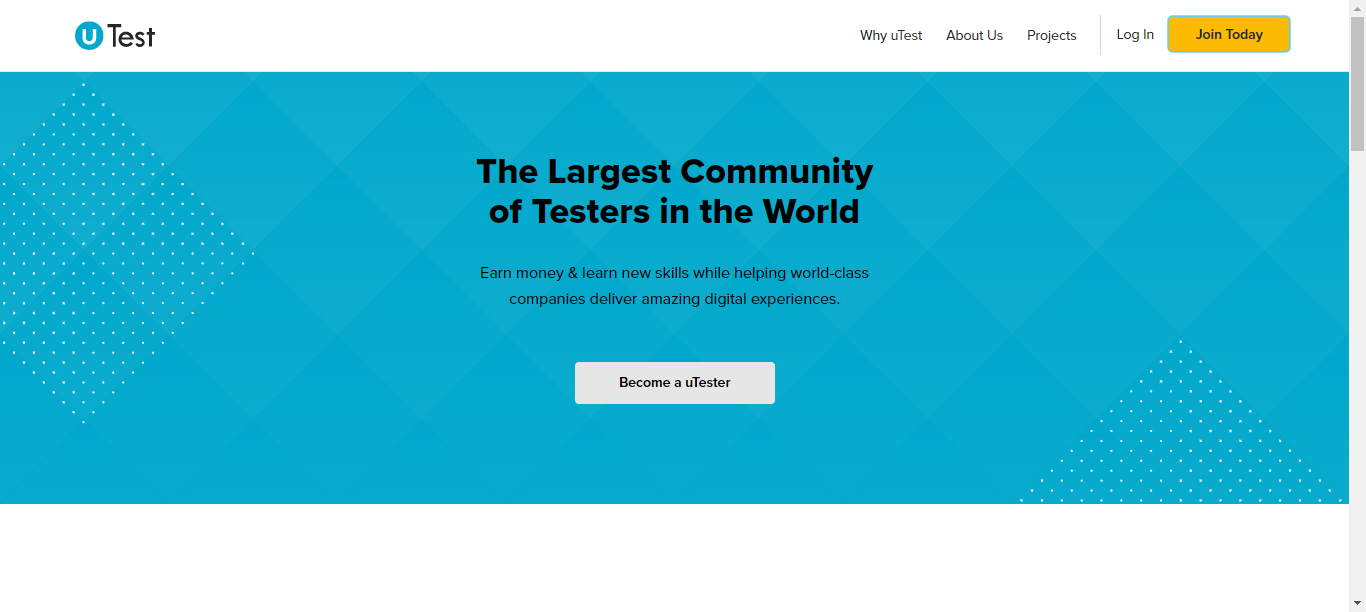 uTest
Why uTest
About Us
Projects
Log In
Join Today
The Largest Community
of Testers in the World
Earn money & learn new skills while helping world-class
companies deliver amazing digital experiences.
Become a uTester